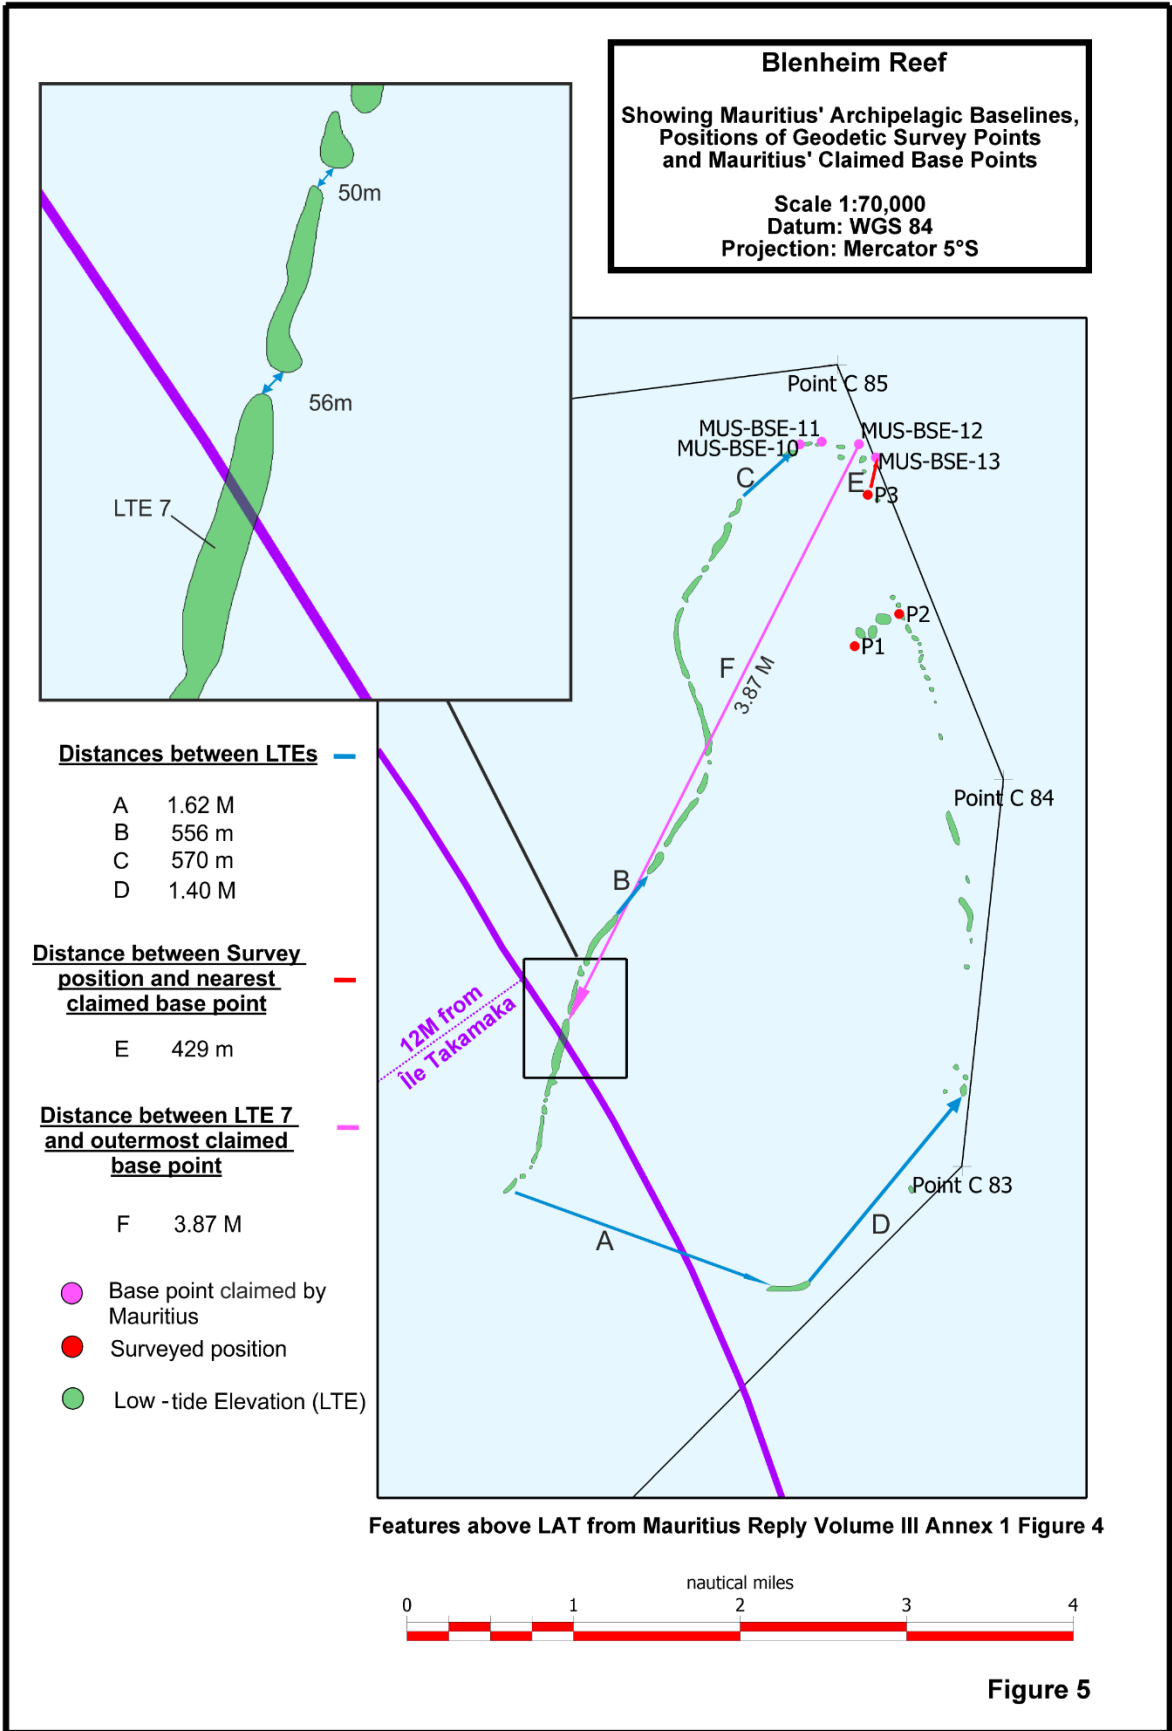 Blenheim Reef
Showing Mauritius' Archipelagic Baselines,
Positions of Geodetic Survey Points
and Mauritius' Claimed Base Points
Scale 1:70,000
Datum: WGS 84
Projection: Mercator 5°S
50m
56m
LTE 7
Point C 85
MUS-BSE-11
MUS-BSE-12
MUS-BSE-10
MUS-BSE-13
C
E
P3
P2
P1
F
3.87 M
Point C 84
B
12M from
Île Takamaka
Point C 83
A
D
Distances between LTEs
A 1.62 M
B 556 m
C 570 m
D 1.40 M
Distance between Survey
position and nearest
claimed base point
E 429 m
Distance between LTE 7
and outermost claimed
base point
F 3.87 M
Base point claimed by
Mauritius
Surveyed position
Low -tide Elevation (LTE)
Features above LAT from Mauritius Reply Volume III Annex 1 Figure 4
nautical miles
0 1 2 3 4
Figure 5